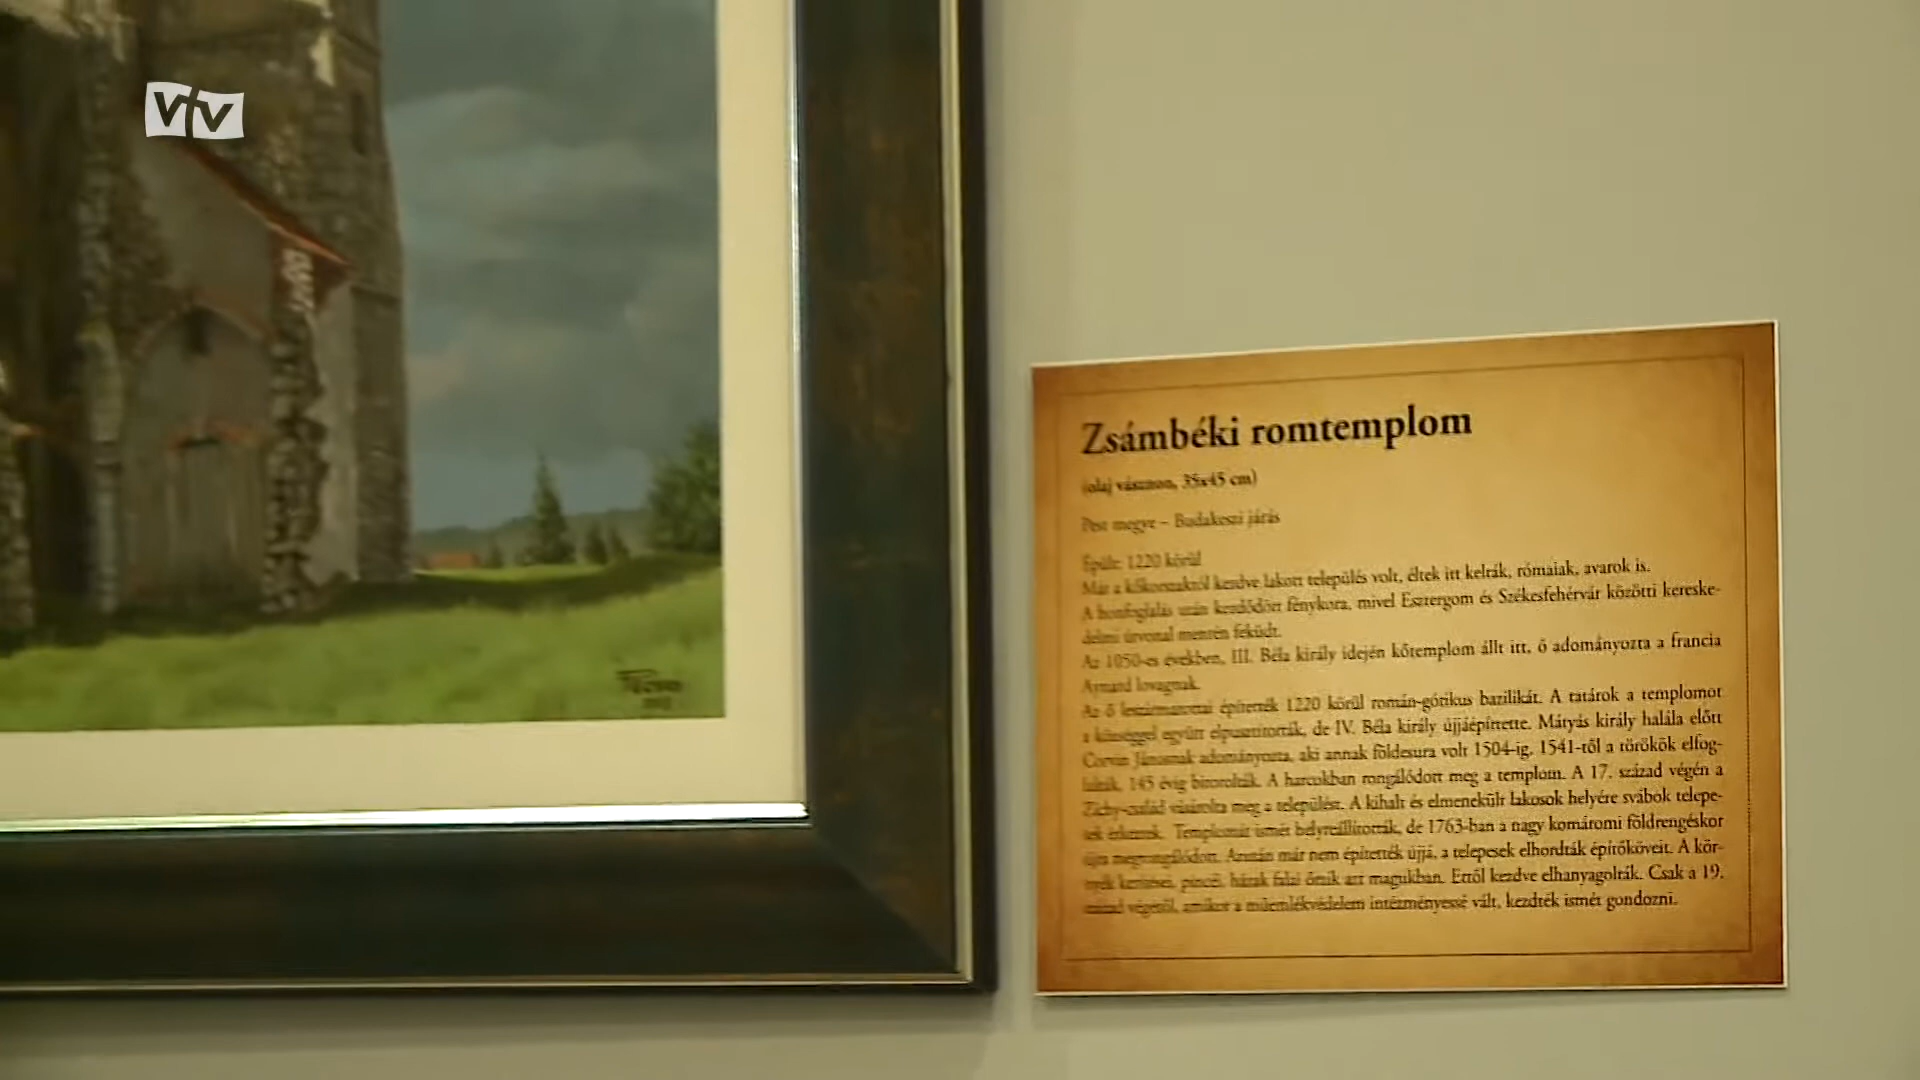 VTV
Zsámbéki romtemplom
(olaj vászon, 35x45 cm)
Pest megye – Budakeszi járás
Épült: 1220 körül
Már a kőkorszaktól kezdve lakott település volt, éltek itt kelták, rómaiak, avarok is.
A honfoglalás után kezdődött fénykora, mivel Esztergom és Székesfehérvár közötti kereske-
delmi útvonal mentén feküdt.
Az 1050-es években, III. Béla király idején kőtemplom állt itt, ő adományozta a francia
Aynard lovagnak.
Az ő leszármazottai építették 1220 körül román-gótikus bazilikát. A tatárok a templomot
a községgel együtt elpusztították, de IV. Béla király újjáépíttette. Mátyás király halála előtt
Corvin Jánosnak adományozta, aki annak földesura volt 1504-ig. 1541-től a törökök elfog-
lalták, 145 évig bitorolták. A harcokban rongálódott meg a templom. A 17. század végén a
Zichy-család vásárolta meg a települést. A kihalt és elmenekült lakosok helyére svábok telepe-
sek érkeztek. Templomát ismét helyreállították, de 1763-ban a nagy komáromi földrengéskor
újra megrongálódott. Azután már nem építették újjá, a telepesek elhordták építőköveit. A kör-
nyék kerítései, pincéi, házak falai őrzik azt magukban. Ettől kezdve elhanyagolták. Csak a 19.
század végétől, amikor a műemlékvédelem intézményessé vált, kezdték ismét gondozni.